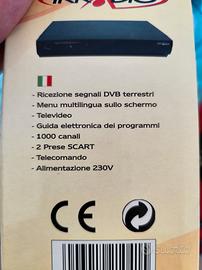 IRRADIO
- Ricezione segnali DVB terrestri
- Menu multilingua sullo schermo
- Televideo
- Guida elettronica dei programmi
- 1000 canali
- 2 Prese SCART
- Telecomando
- Alimentazione 230V
CE